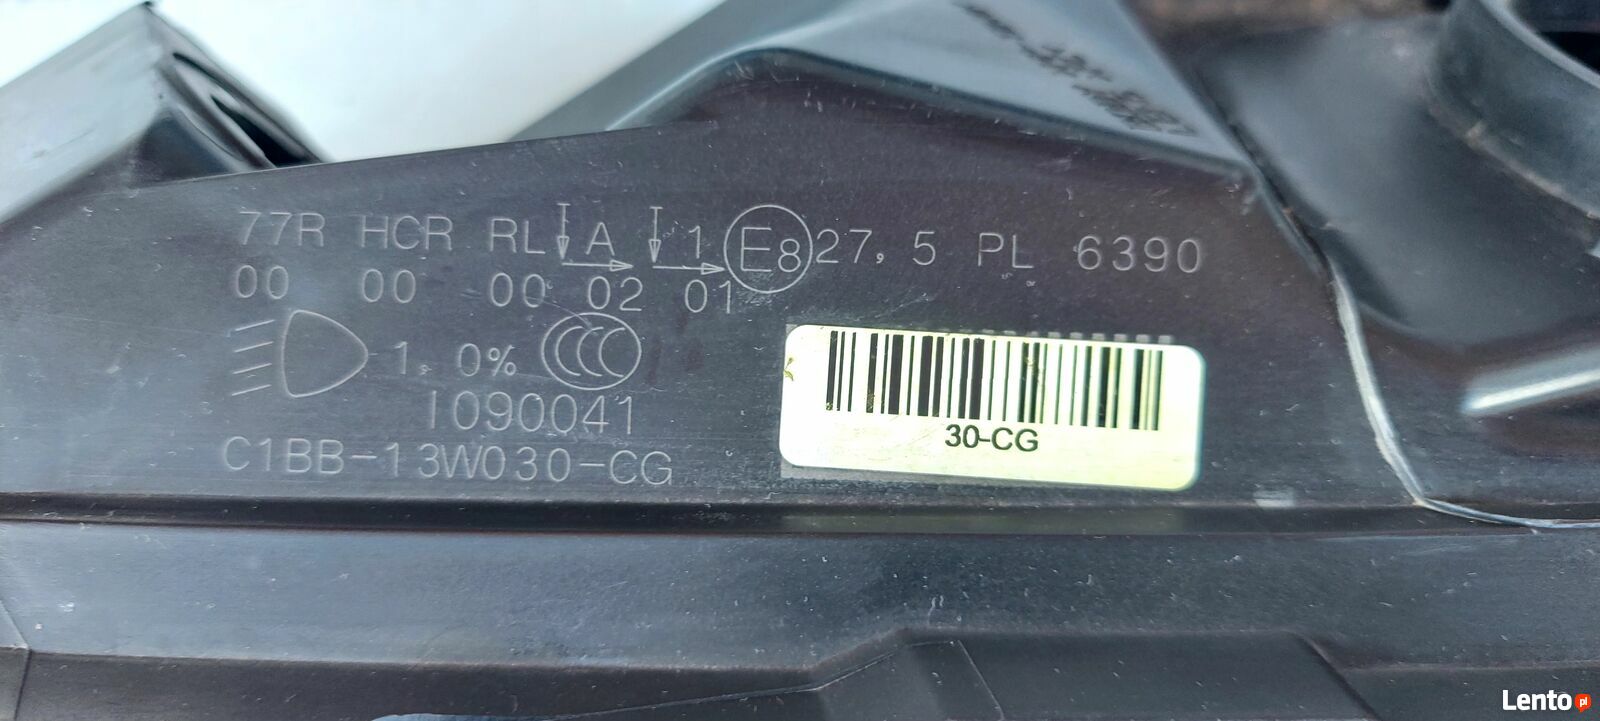 77R HCR RL A 1 E8 27,5 PL 6390
00 00 00 02 01
1,0% CCC
1090041
C1BB-13W030-CG
30-CG
Lento pl